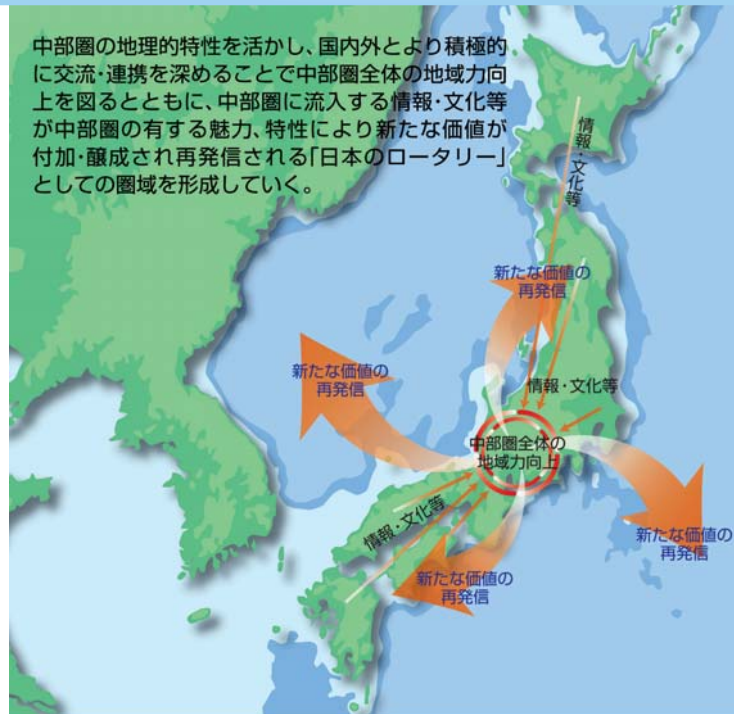 中部圏の地理的特性を活かし、国内外とより積極的
に交流・連携を深めることで中部圏全体の地域力向
上を図るとともに、中部圏に流入する情報・文化等
が中部圏の有する魅力、特性により新たな価値が
付加・醸成され再発信される「日本のロータリー」
としての圏域を形成していく。
情報・文化等
新たな価値の
再発信
新たな価値の
再発信
情報・文化等
中部圏全体の
地域力向上
情報・文化等
新たな価値の
再発信
新たな価値の
再発信